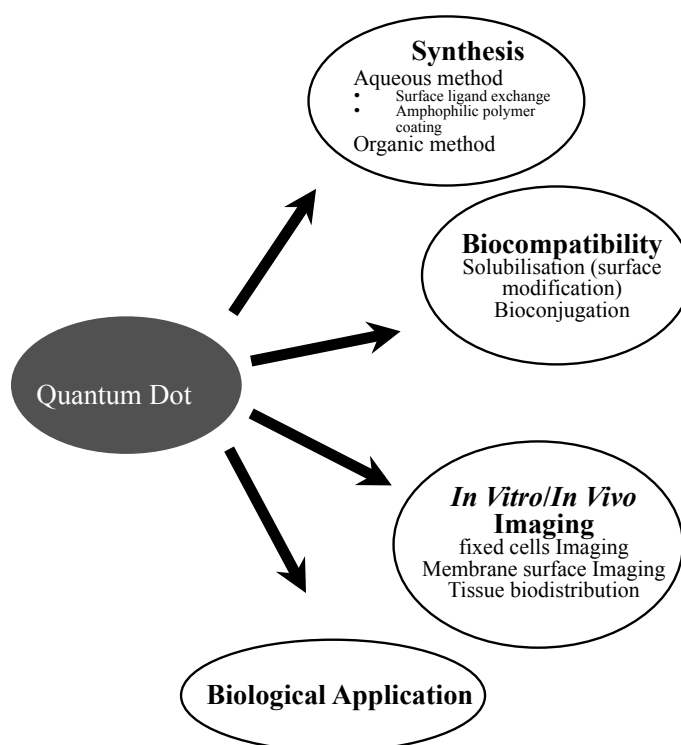 Synthesis
Aqueous method
• Surface ligand exchange
• Amphophilic polymer
coating
Organic method
Biocompatibility
Solubilisation (surface
modification)
Bioconjugation
Quantum Dot
In Vitro/In Vivo
Imaging
fixed cells Imaging
Membrane surface Imaging
Tissue biodistribution
Biological Application